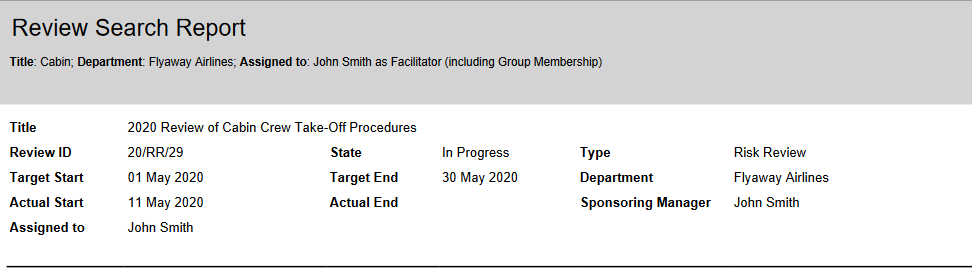 Review Search Report
Title: Cabin; Department: Flyaway Airlines; Assigned to: John Smith as Facilitator (including Group Membership)
Title 2020 Review of Cabin Crew Take-Off Procedures
Review ID 20/RR/29 State In Progress Type Risk Review
Target Start 01 May 2020 Target End 30 May 2020 Department Flyaway Airlines
Actual Start 11 May 2020 Actual End Sponsoring Manager John Smith
Assigned to John Smith